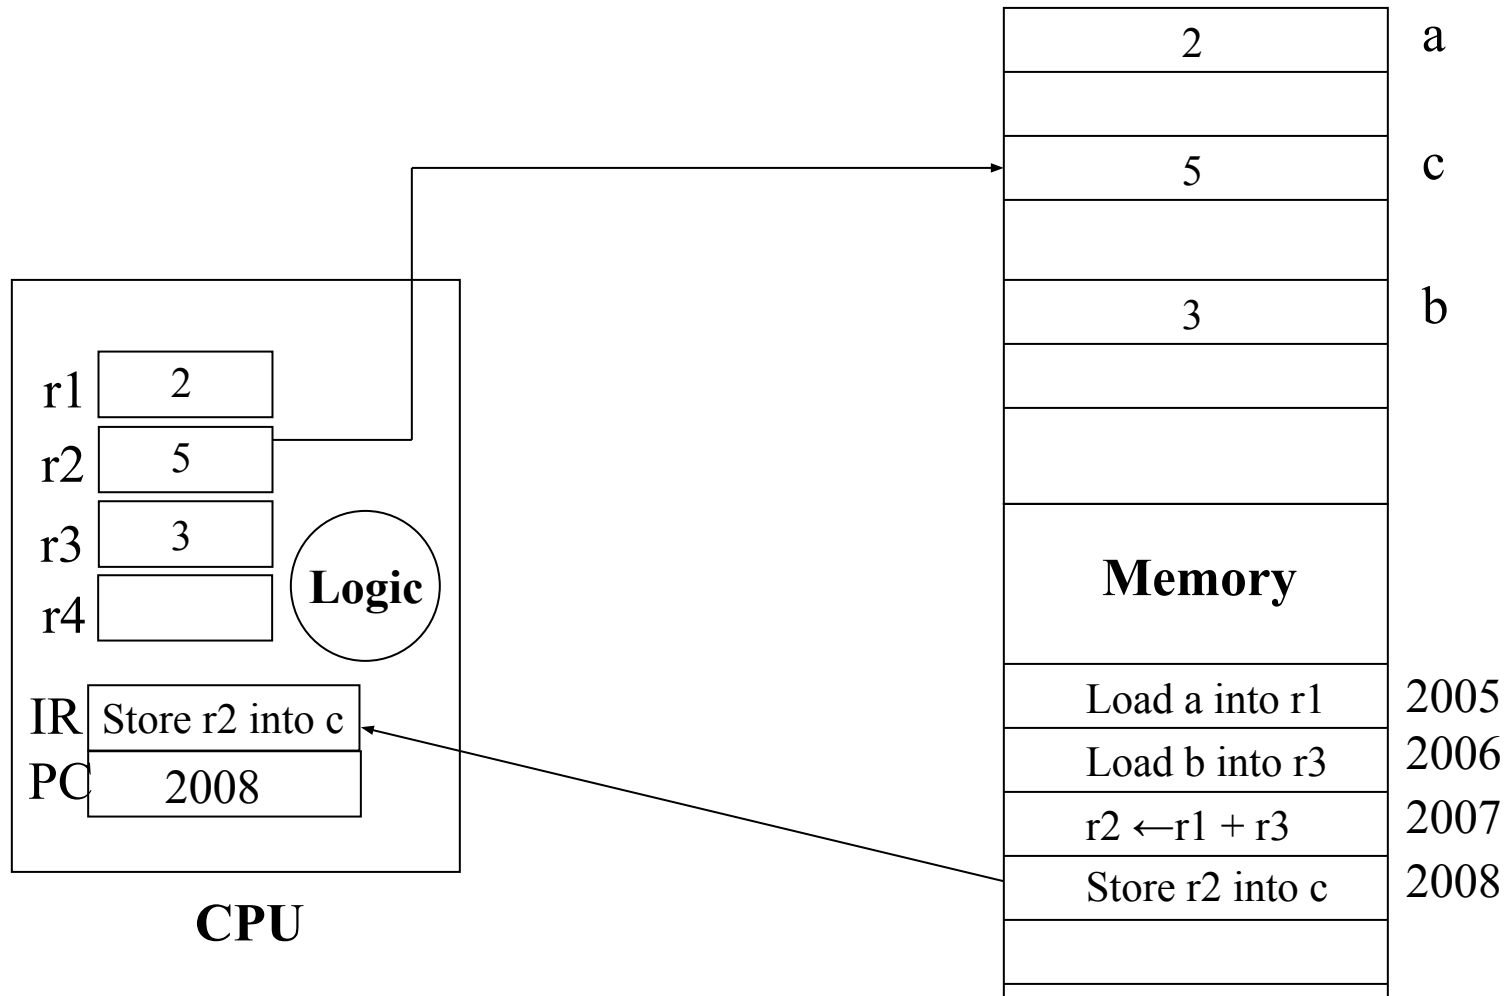 2 a
5 c
3 b
r1 2
r2 5
r3 3
r4
Logic
IR Store r2 into c
PC 2008
CPU
Memory
Load a into r1 2005
Load b into r3 2006
r2 ←r1 + r3 2007
Store r2 into c 2008